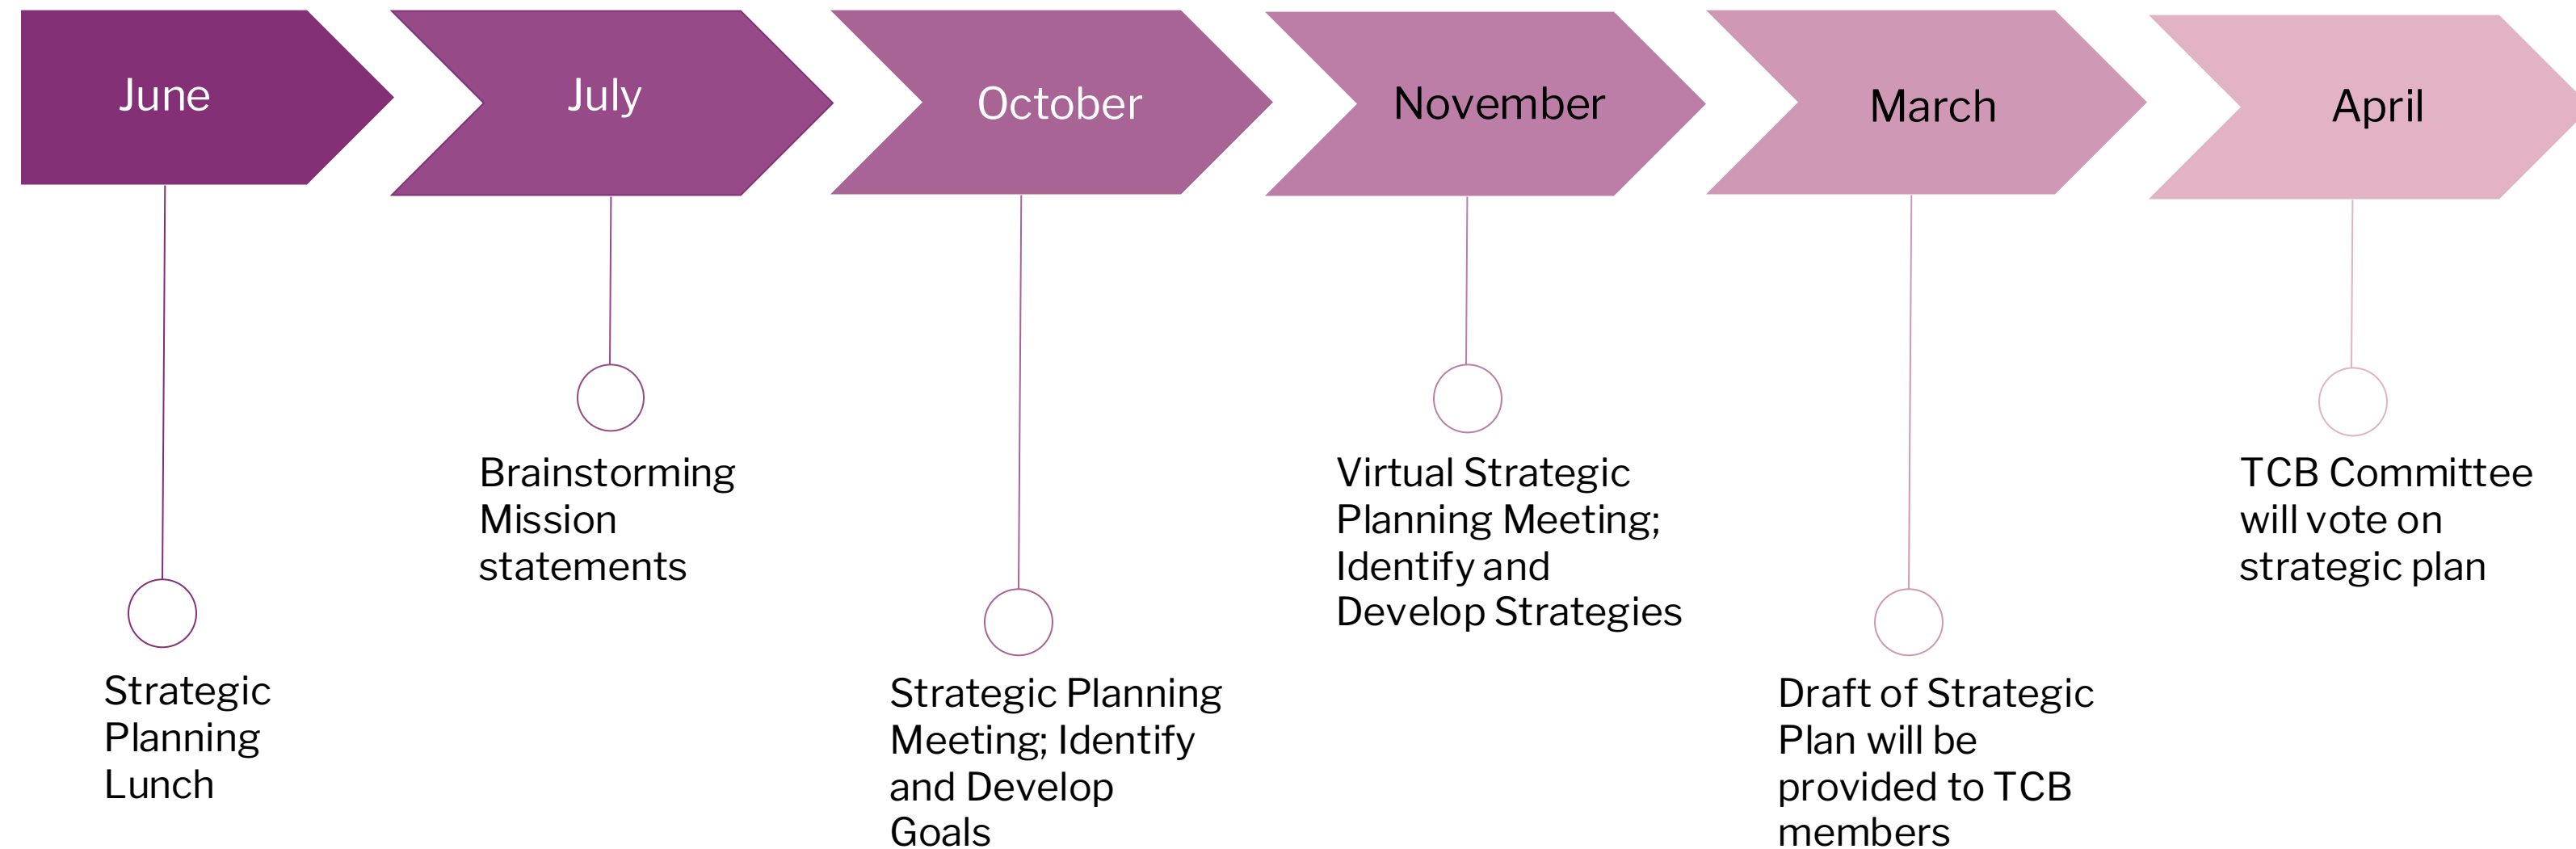 June
July
October
November
March
April
Brainstorming
Mission
statements
Virtual Strategic
Planning Meeting;
Identify and
Develop Strategies
TCB Committee
will vote on
strategic plan
Strategic
Planning
Lunch
Strategic Planning
Meeting; Identify
and Develop
Goals
Draft of Strategic
Plan will be
provided to TCB
members